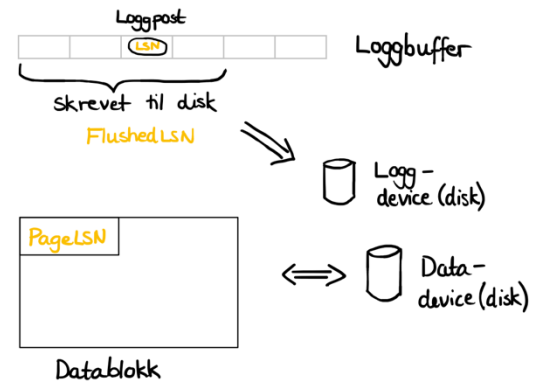 Loggpost
LSN
Loggbuffer
skrevet til disk
FlushedLSN
Logg-
device (disk)
PageLSN
Data-
device (disk)
Datablokk